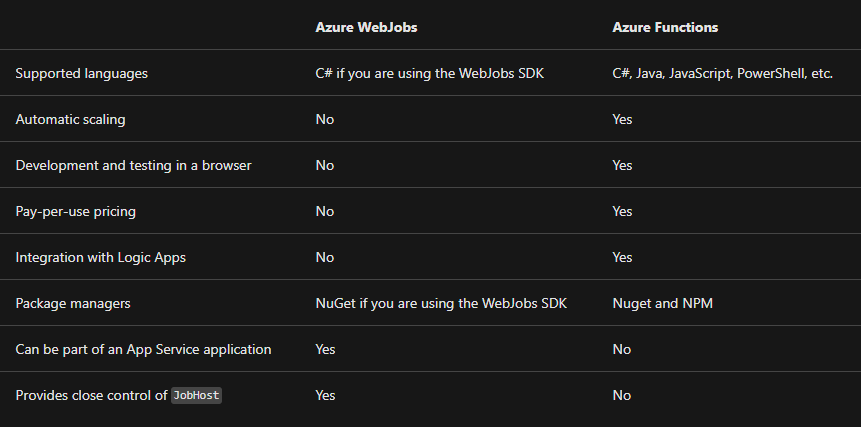 Azure WebJobs Azure Functions
Supported languages C# if you are using the WebJobs SDK C#, Java, JavaScript, PowerShell, etc.
Automatic scaling No Yes
Development and testing in a browser No Yes
Pay-per-use pricing No Yes
Integration with Logic Apps No Yes
Package managers NuGet if you are using the WebJobs SDK Nuget and NPM
Can be part of an App Service application Yes No
Provides close control of JobHost Yes No